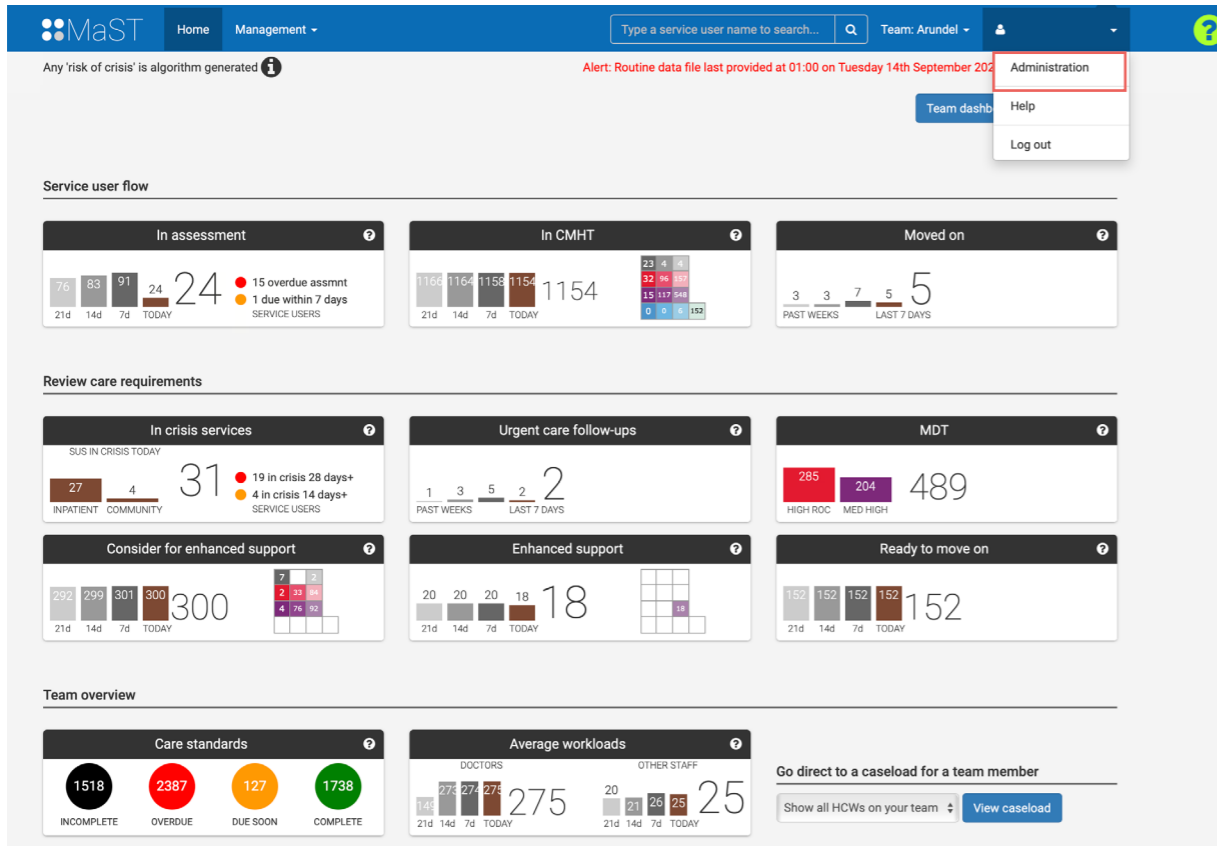 MaST
Home
Management
Type a service user name to search...
Team: Arundel
?
Any 'risk of crisis' is algorithm generated
Alert: Routine data file last provided at 01:00 on Tuesday 14th September 202
Administration
Help
Log out
Team dashb
Service user flow
In assessment ?
76 83 91 24 24
21d 14d 7d TODAY
15 overdue assmnt
1 due within 7 days
SERVICE USERS
In CMHT ?
1166 1164 1158 1154 1154
21d 14d 7d TODAY
23 4 4
32 96 157
15 117 548
0 0 6 152
Moved on ?
3 3 7 5 5
PAST WEEKS LAST 7 DAYS
Review care requirements
In crisis services ?
SUS IN CRISIS TODAY
27 4 31
INPATIENT COMMUNITY
19 in crisis 28 days+
4 in crisis 14 days+
SERVICE USERS
Urgent care follow-ups ?
1 3 5 2 2
PAST WEEKS LAST 7 DAYS
MDT ?
285 204 489
HIGH ROC MED HIGH
Consider for enhanced support ?
292 299 301 300 300
21d 14d 7d TODAY
7 2
2 33 84
4 76 92
Enhanced support ?
20 20 20 18 18
21d 14d 7d TODAY
18
Ready to move on ?
152 152 152 152 152
21d 14d 7d TODAY
Team overview
Care standards ?
1518 2387 127 1738
INCOMPLETE OVERDUE DUE SOON COMPLETE
Average workloads ?
DOCTORS OTHER STAFF
149 273 274 275 275
21d 14d 7d TODAY
20 21 26 25 25
21d 14d 7d TODAY
Go direct to a caseload for a team member
Show all HCWs on your team
View caseload